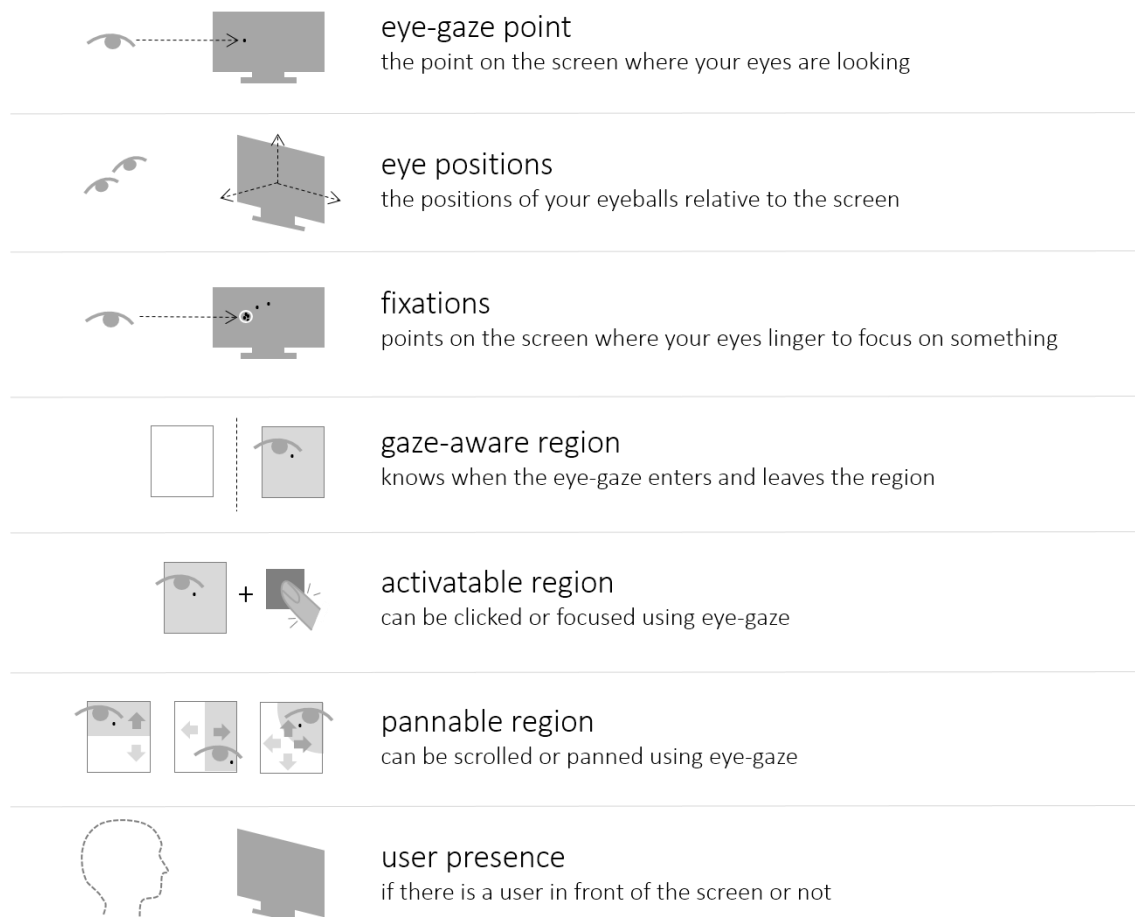 eye-gaze point
the point on the screen where your eyes are looking
eye positions
the positions of your eyeballs relative to the screen
fixations
points on the screen where your eyes linger to focus on something
gaze-aware region
knows when the eye-gaze enters and leaves the region
+
activatable region
can be clicked or focused using eye-gaze
pannable region
can be scrolled or panned using eye-gaze
user presence
if there is a user in front of the screen or not